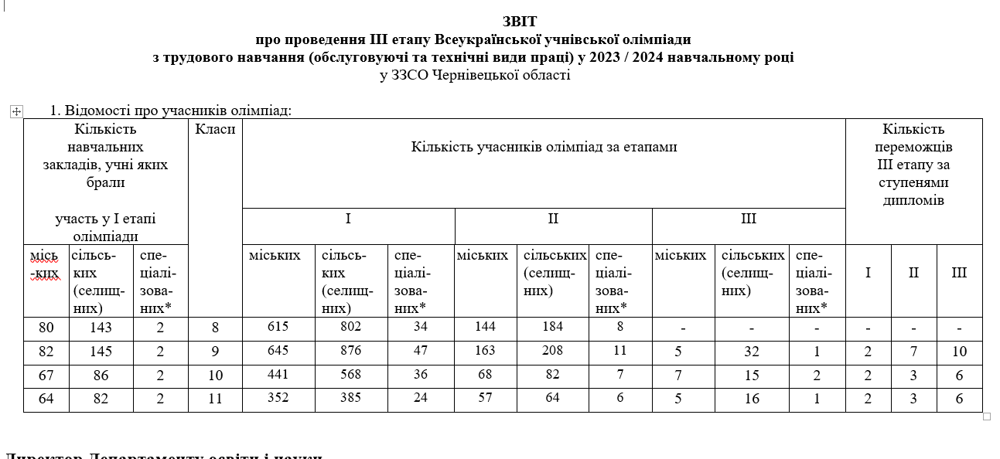 ЗВІТ
про проведення ІІІ етапу Всеукраїнської учнівської олімпіади
з трудового навчання (обслуговуючі та технічні види праці) у 2023 / 2024 навчальному році
у ЗЗСО Чернівецької області
1. Відомості про учасників олімпіад:
Кількість
навчальних
закладів, учні яких
брали
участь у І етапі
олімпіади
Класи
Кількість учасників олімпіад за етапами
Кількість
переможців
ІІІ етапу за
ступенями
дипломів
І ІІ ІІІ
місь
-ких
сільсь-
ких
(селищ-
них)
спе-
ціалі-
зова-
них*
міських
сільсь-
ких
(селищ-
них)
спе-
ціалі-
зова-
них*
міських
сільських
(селищ-
них)
спе-
ціалі-
зова-
них*
міських
сільських
(селищ-
них)
спе-
ціалі-
зова-
них*
І ІІ ІІІ
80 143 2 8 615 802 34 144 184 8 - - - - - -
82 145 2 9 645 876 47 163 208 11 5 32 1 2 7 10
67 86 2 10 441 568 36 68 82 7 7 15 2 2 3 6
64 82 2 11 352 385 24 57 64 6 5 16 1 2 3 6
Директор Департаменту освіти і науки